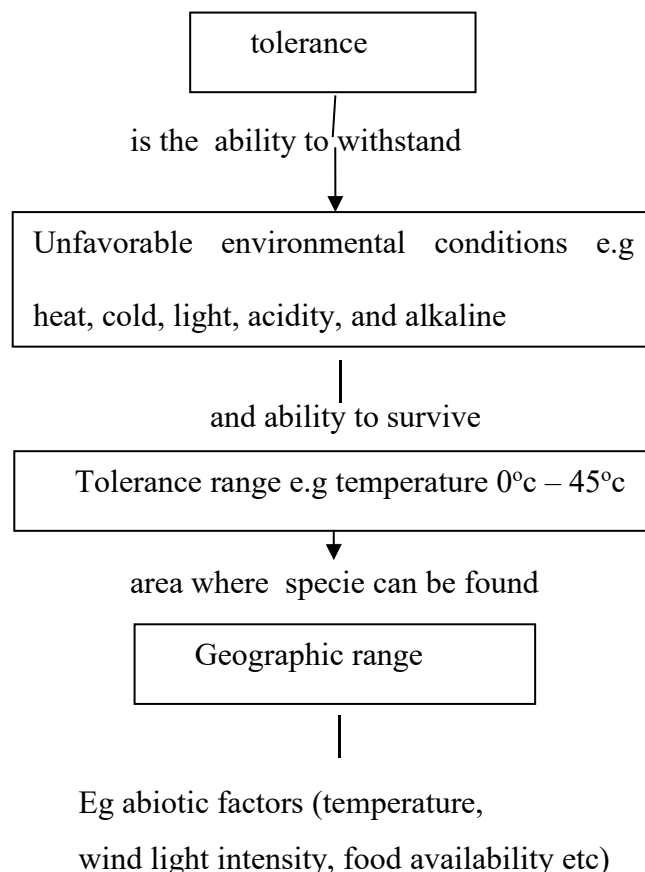 tolerance
is the ability to withstand
Unfavorable environmental conditions e.g
heat, cold, light, acidity, and alkaline
and ability to survive
Tolerance range e.g temperature 0ºc – 45ºc
area where specie can be found
Geographic range
Eg abiotic factors (temperature,
wind light intensity, food availability etc)